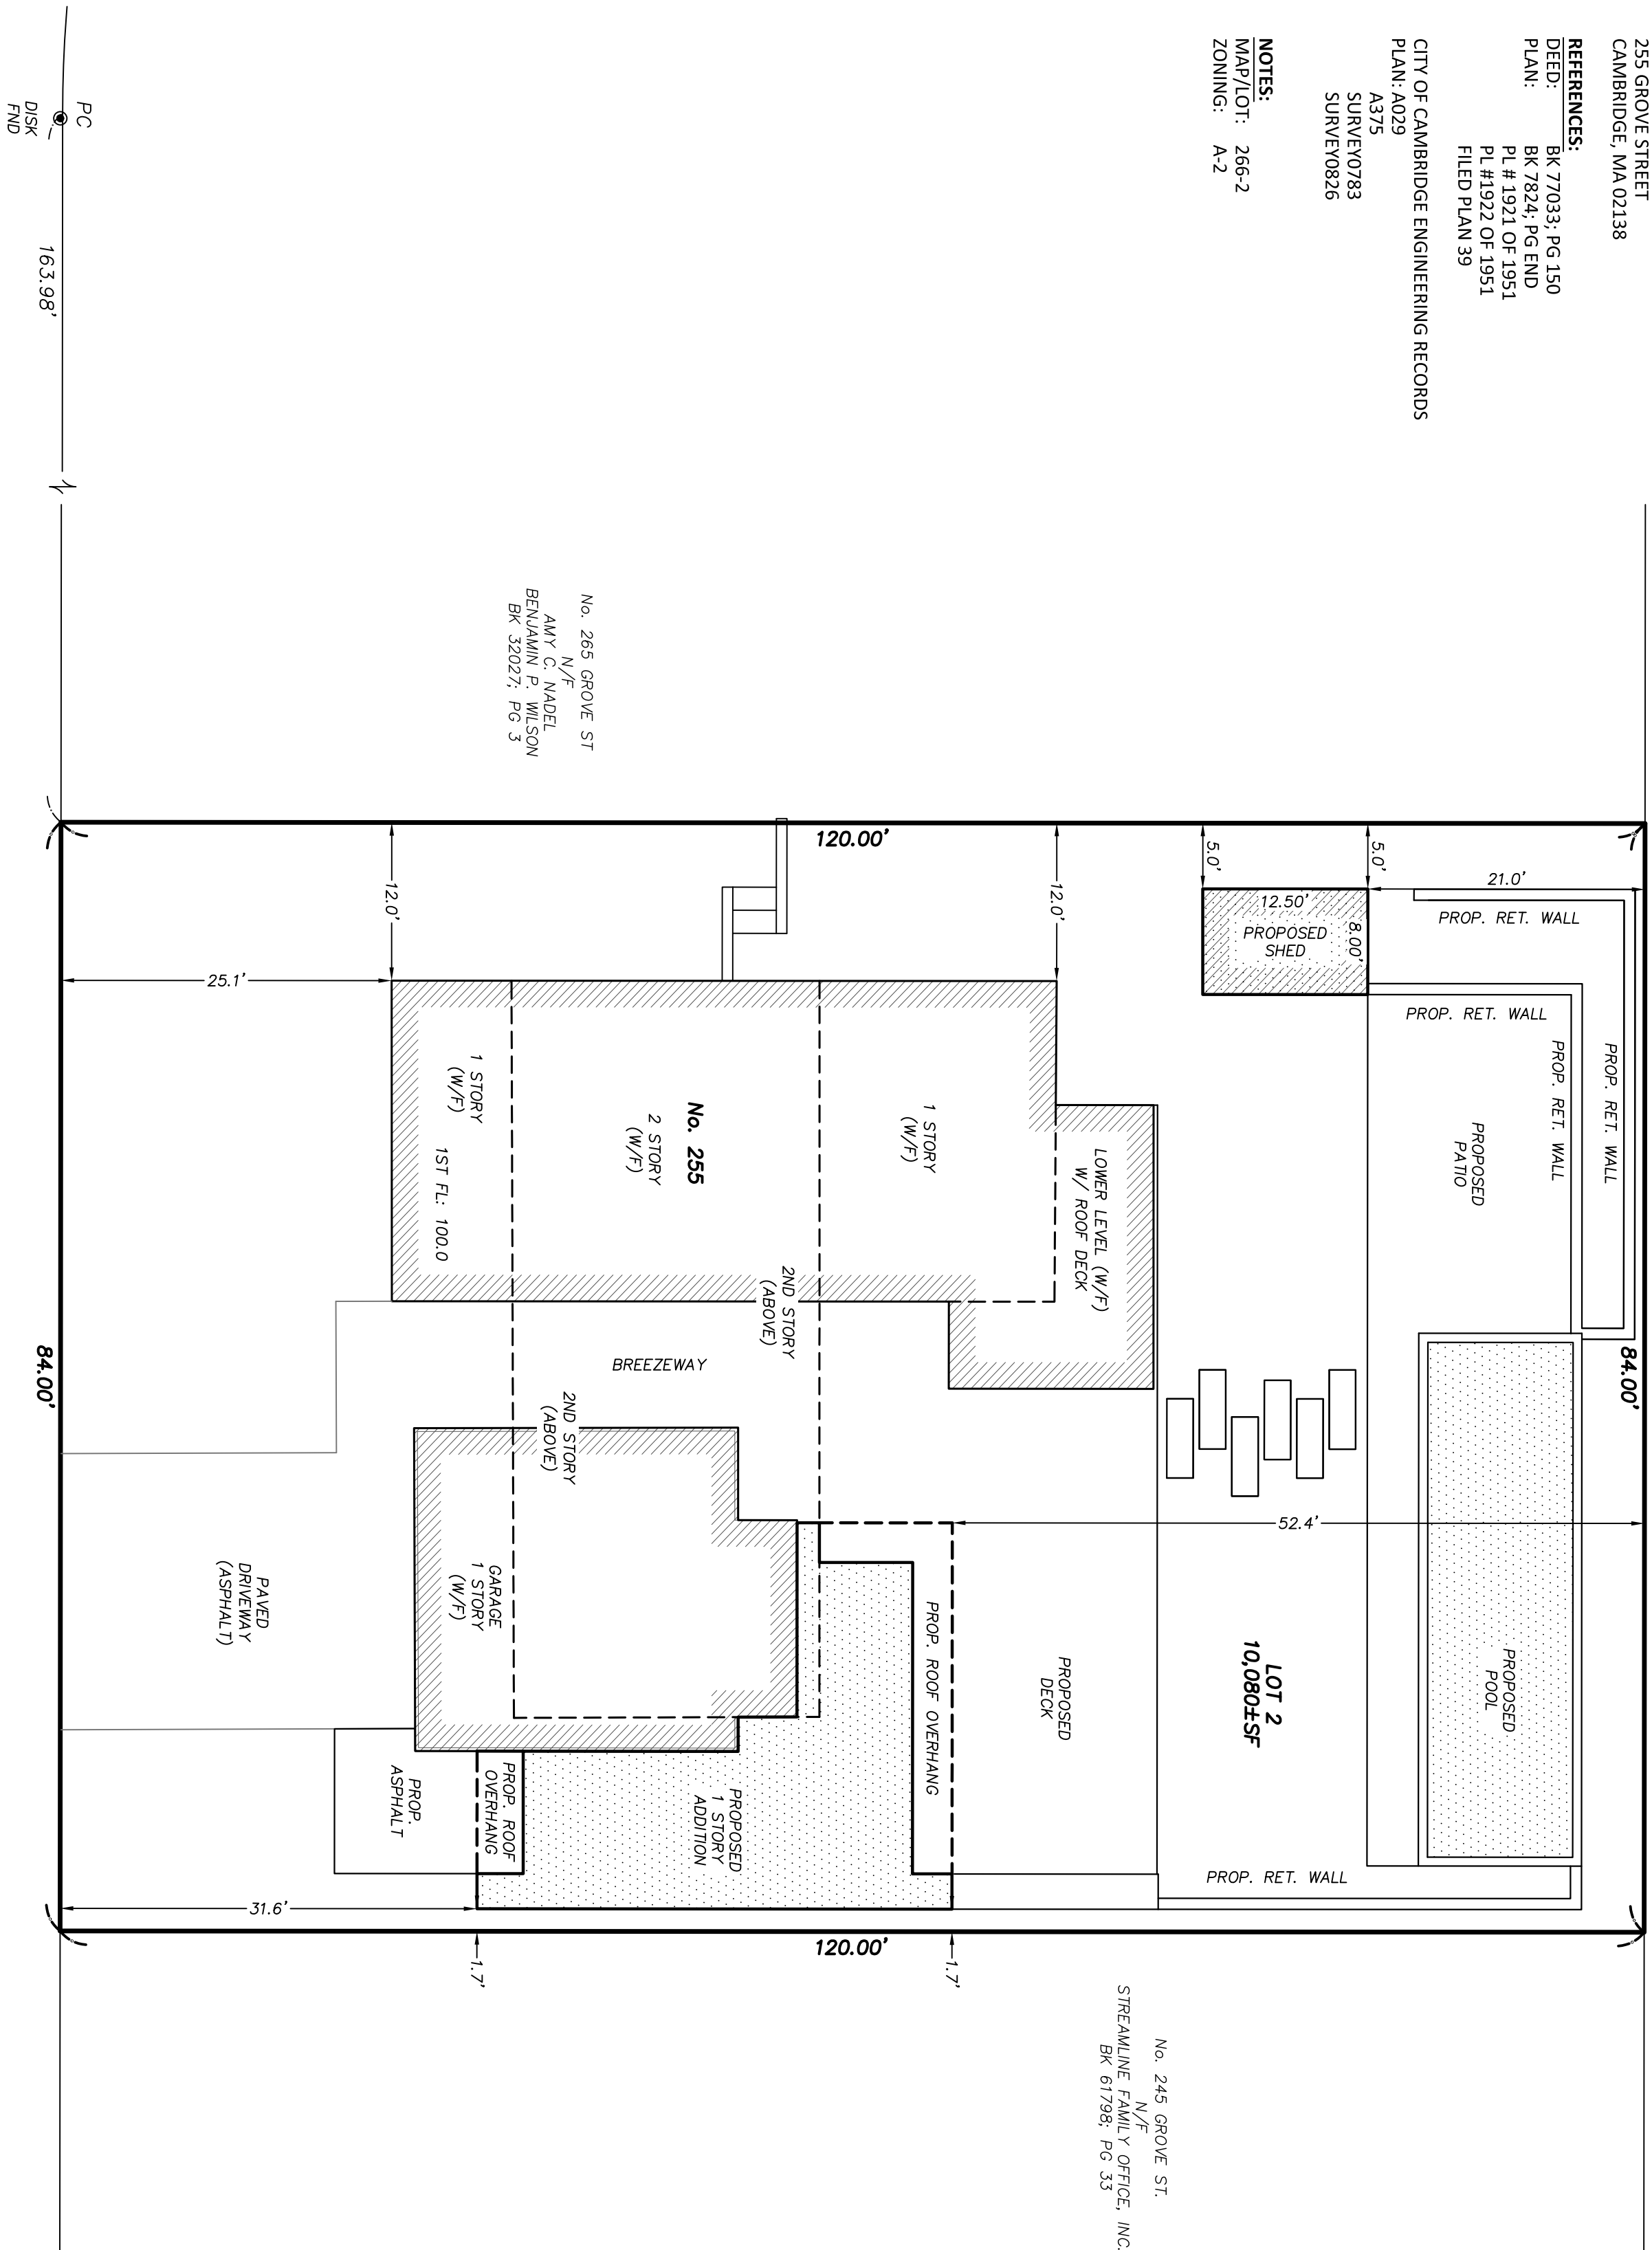 255 GROVE STREET
CAMBRIDGE, MA 02138
REFERENCES:
DEED: BK 77033; PG 150
PLAN: BK 7824; PG END
PL # 1921 OF 1951
PL #1922 OF 1951
FILED PLAN 39
CITY OF CAMBRIDGE ENGINEERING RECORDS
PLAN: A029
A375
SURVEY0783
SURVEY0826
NOTES:
MAP/LOT: 266-2
ZONING: A-2
PC
DISK
FND
163.98'
No. 265 GROVE ST
N/F
AMY C. NADEL
BENJAMIN P. WILSON
BK 32027; PG 3
120.00'
12.0'
12.0'
5.0'
5.0'
21.0'
25.1'
12.50'
8.00'
PROPOSED
SHED
PROP. RET. WALL
PROP. RET. WALL
PROP. RET. WALL
PROP. RET. WALL
PROPOSED
PATIO
1 STORY
(W/F)
1ST FL: 100.0
No. 255
2 STORY
(W/F)
1 STORY
(W/F)
LOWER LEVEL (W/F)
W/ ROOF DECK
2ND STORY
(ABOVE)
BREEZEWAY
2ND STORY
(ABOVE)
84.00'
84.00'
52.4'
PAVED
DRIVEWAY
(ASPHALT)
GARAGE
1 STORY
(W/F)
PROP. ROOF OVERHANG
PROPOSED
DECK
LOT 2
10,080±SF
PROPOSED
POOL
PROP.
ASPHALT
PROP. ROOF
OVERHANG
PROPOSED
1 STORY
ADDITION
PROP. RET. WALL
31.6'
120.00'
1.7'
1.7'
No. 245 GROVE ST.
N/F
STREAMLINE FAMILY OFFICE, INC.
BK 61798; PG 33